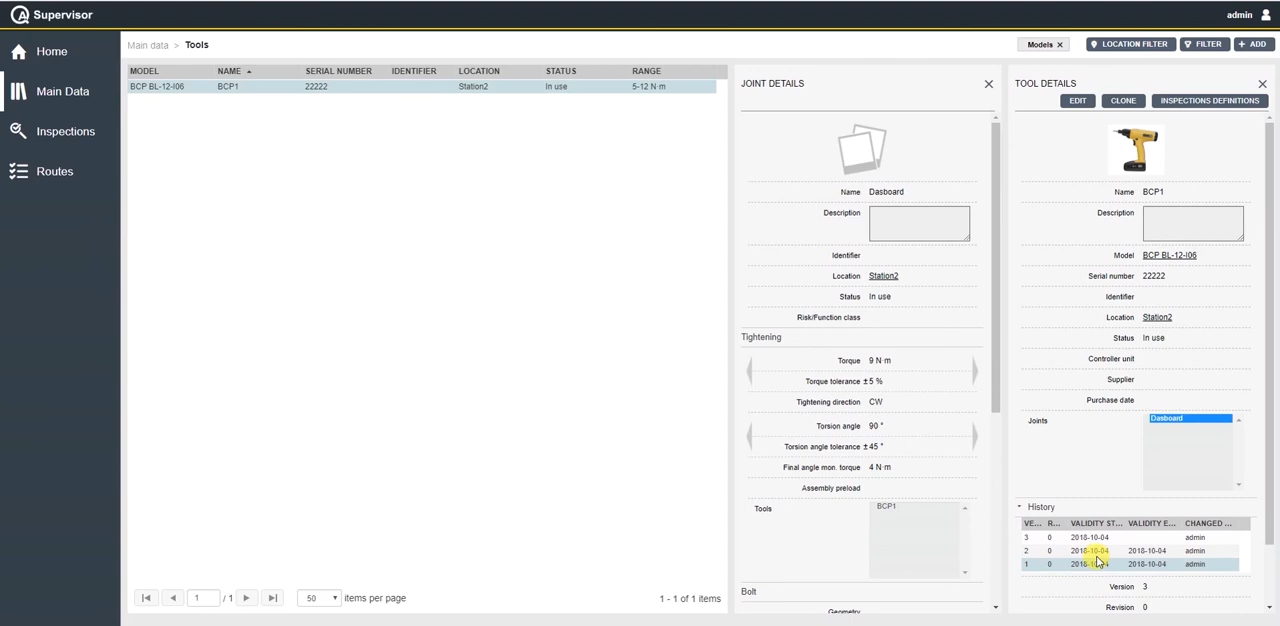 Supervisor
admin
Home
Main Data
Inspections
Routes
Main data > Tools
Models ✕
LOCATION FILTER
FILTER
+ ADD
MODEL NAME SERIAL NUMBER IDENTIFIER LOCATION STATUS RANGE
BCP BL-12-I06 BCP1 22222 Station2 In use 5-12 N·m
1 / 1 50 items per page 1 - 1 of 1 items
JOINT DETAILS
Name Dasboard
Description
Identifier
Location Station2
Status In use
Risk/Function class
Tightening
Torque 9 N·m
Torque tolerance ±5 %
Tightening direction CW
Torsion angle 90 °
Torsion angle tolerance ±45 °
Final angle mon. torque 4 N·m
Assembly preload
Tools BCP1
Bolt
Geometry
TOOL DETAILS
EDIT CLONE INSPECTIONS DEFINITIONS
Name BCP1
Description
Model BCP BL-12-I06
Serial number 22222
Identifier
Location Station2
Status In use
Controller unit
Supplier
Purchase date
Joints Dasboard
History
VE... R... VALIDITY ST... VALIDITY E... CHANGED ...
3 0 2018-10-04 admin
2 0 2018-10-04 2018-10-04 admin
1 0 2018-10-04 2018-10-04 admin
Version 3
Revision 0